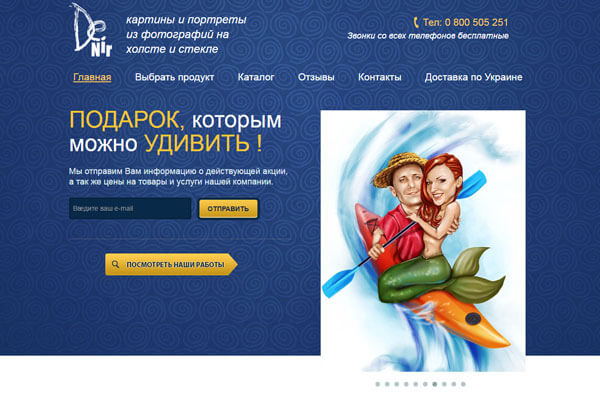 De Nir
картины и портреты
из фотографий на
холсте и стекле
Тел: 0 800 505 251
Звонки со всех телефонов бесплатные
Главная Выбрать продукт Каталог Отзывы Контакты Доставка по Украине
ПОДАРОК, которым
можно УДИВИТЬ !
Мы отправим Вам информацию о действующей акции,
а так же цены на товары и услуги нашей компании.
Введите ваш e-mail ОТПРАВИТЬ
ПОСМОТРЕТЬ НАШИ РАБОТЫ